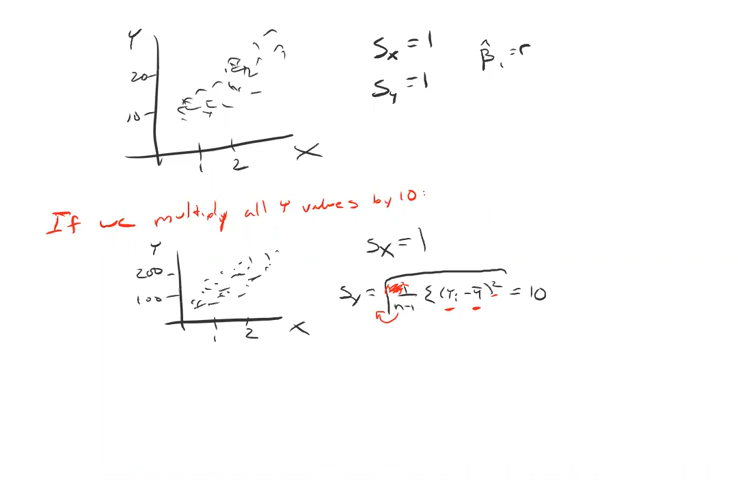 Y
20
10
1 2 X
Sx = 1
Sy = 1
β̂₁ = r
If we multiply all Y values by 10:
Y
200
100
1 2 X
Sx = 1
Sy = √( 1/(n-1) Σ(Yi - Ȳ)² ) = 10